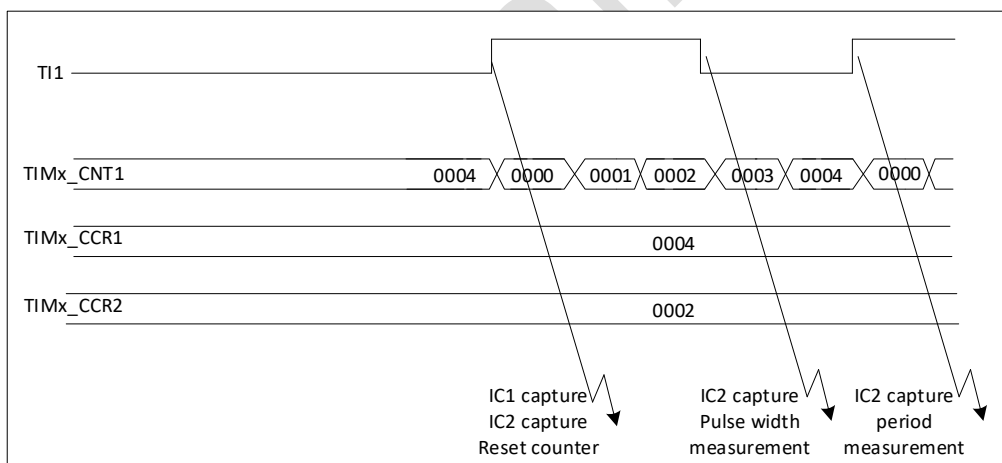 TI1
TIMx_CNT1 0004 0000 0001 0002 0003 0004 0000
TIMx_CCR1 0004
TIMx_CCR2 0002
IC1 capture IC2 capture IC2 capture
IC2 capture Pulse width period
Reset counter measurement measurement